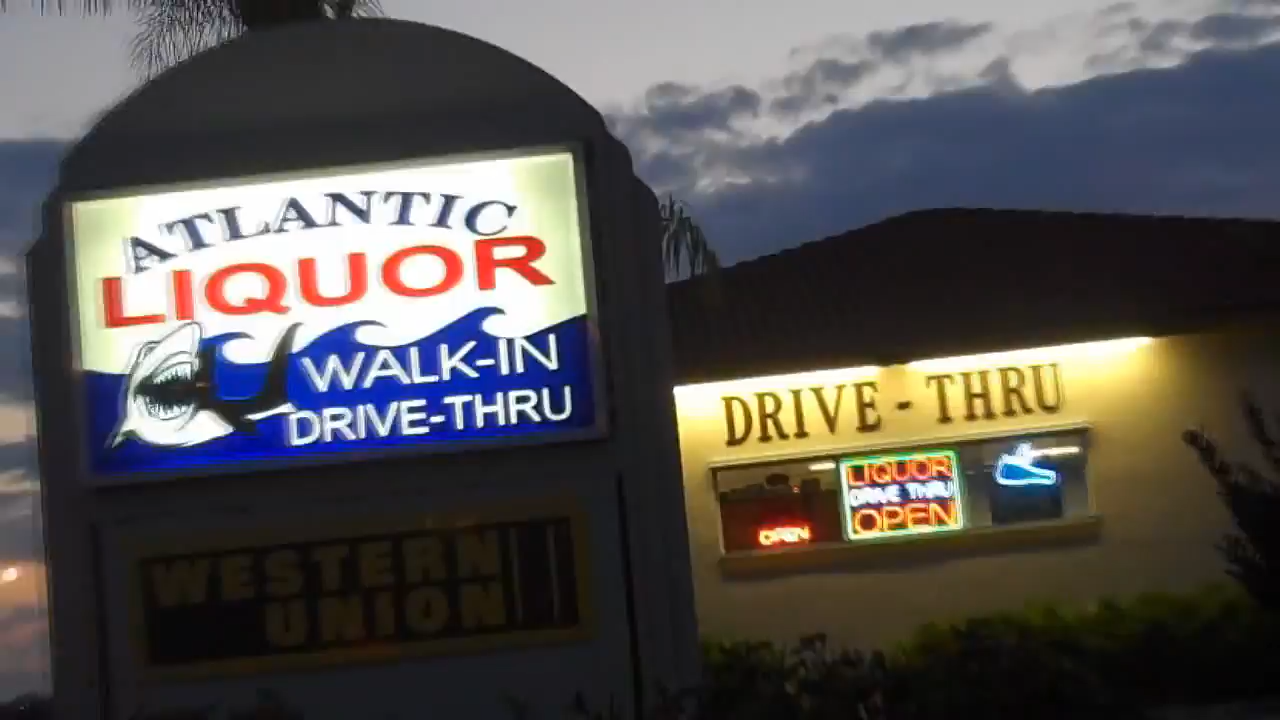 ATLANTIC
LIQUOR
WALK-IN
DRIVE-THRU
WESTERN
UNION
DRIVE-THRU
OPEN
LIQUOR
DRIVE THRU
OPEN